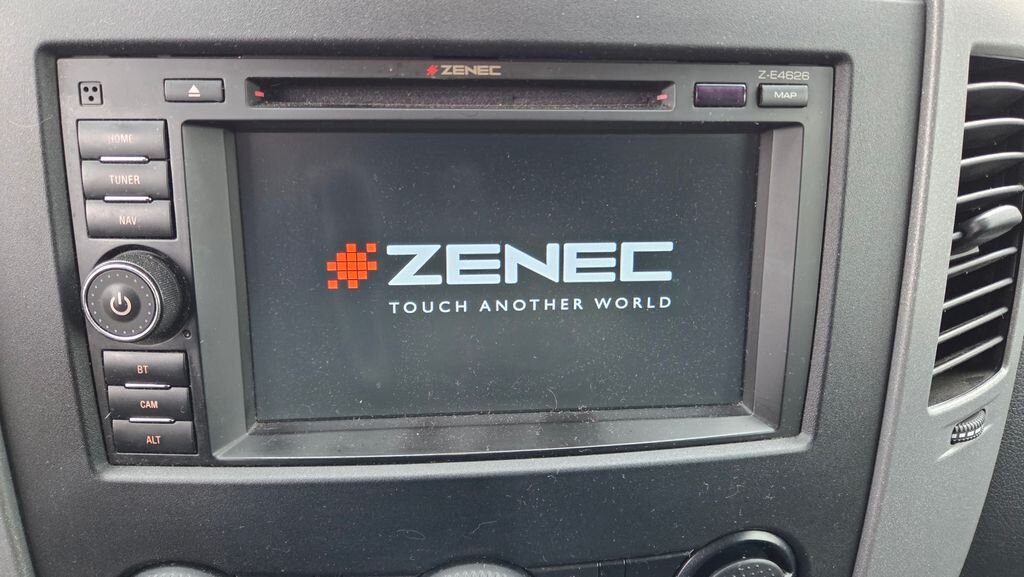 ZENEC
Z-E4626
MAP
HOME
TUNER
NAV
ZENEC
TOUCH ANOTHER WORLD
BT
CAM
ALT